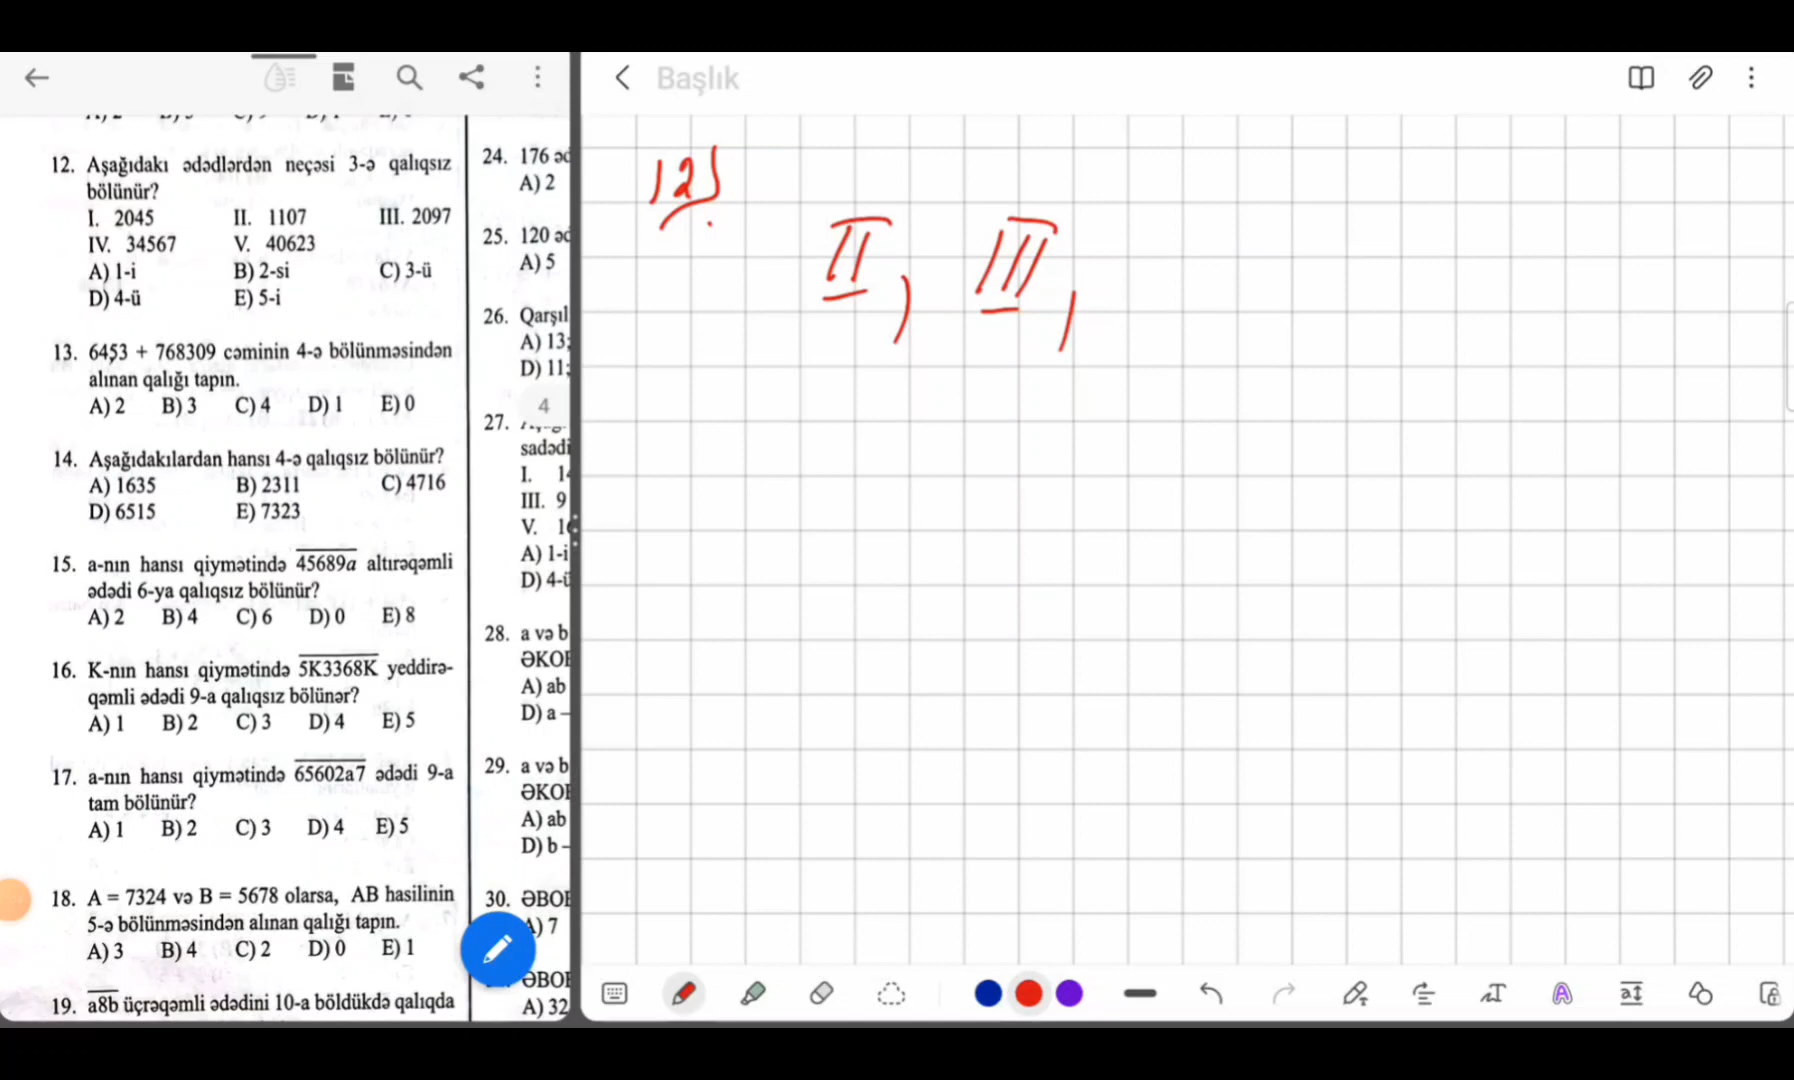 Başlık
12. Aşağıdakı ədədlərdən neçəsi 3-ə qalıqsız
bölünür?
I. 2045 II. 1107 III. 2097
IV. 34567 V. 40623
A) 1-i B) 2-si C) 3-ü
D) 4-ü E) 5-i
13. 6453 + 768309 cəminin 4-ə bölünməsindən
alınan qalığı tapın.
A) 2 B) 3 C) 4 D) 1 E) 0
14. Aşağıdakılardan hansı 4-ə qalıqsız bölünür?
A) 1635 B) 2311 C) 4716
D) 6515 E) 7323
15. a-nın hansı qiymətində 45689a altırəqəmli
ədədi 6-ya qalıqsız bölünür?
A) 2 B) 4 C) 6 D) 0 E) 8
16. K-nın hansı qiymətində 5K3368K yeddirə-
qəmli ədədi 9-a qalıqsız bölünər?
A) 1 B) 2 C) 3 D) 4 E) 5
17. a-nın hansı qiymətində 65602a7 ədədi 9-a
tam bölünür?
A) 1 B) 2 C) 3 D) 4 E) 5
18. A = 7324 və B = 5678 olarsa, AB hasilinin
5-ə bölünməsindən alınan qalığı tapın.
A) 3 B) 4 C) 2 D) 0 E) 1
19. a8b üçrəqəmli ədədini 10-a böldükdə qalıqda
24. 176
A) 2
25. 120
A) 5
26. Qarşıl
A) 13;
D) 11;
4
27.
sadədi
I.
III. 9
V.
A) 1-i
D) 4-ü
28. a və b
ƏKOB
A) ab
D) a –
29. a və b
ƏKOB
A) ab
D) b –
30. ƏBOB
A) 7
ƏBOB
A) 32
12)
II, III,